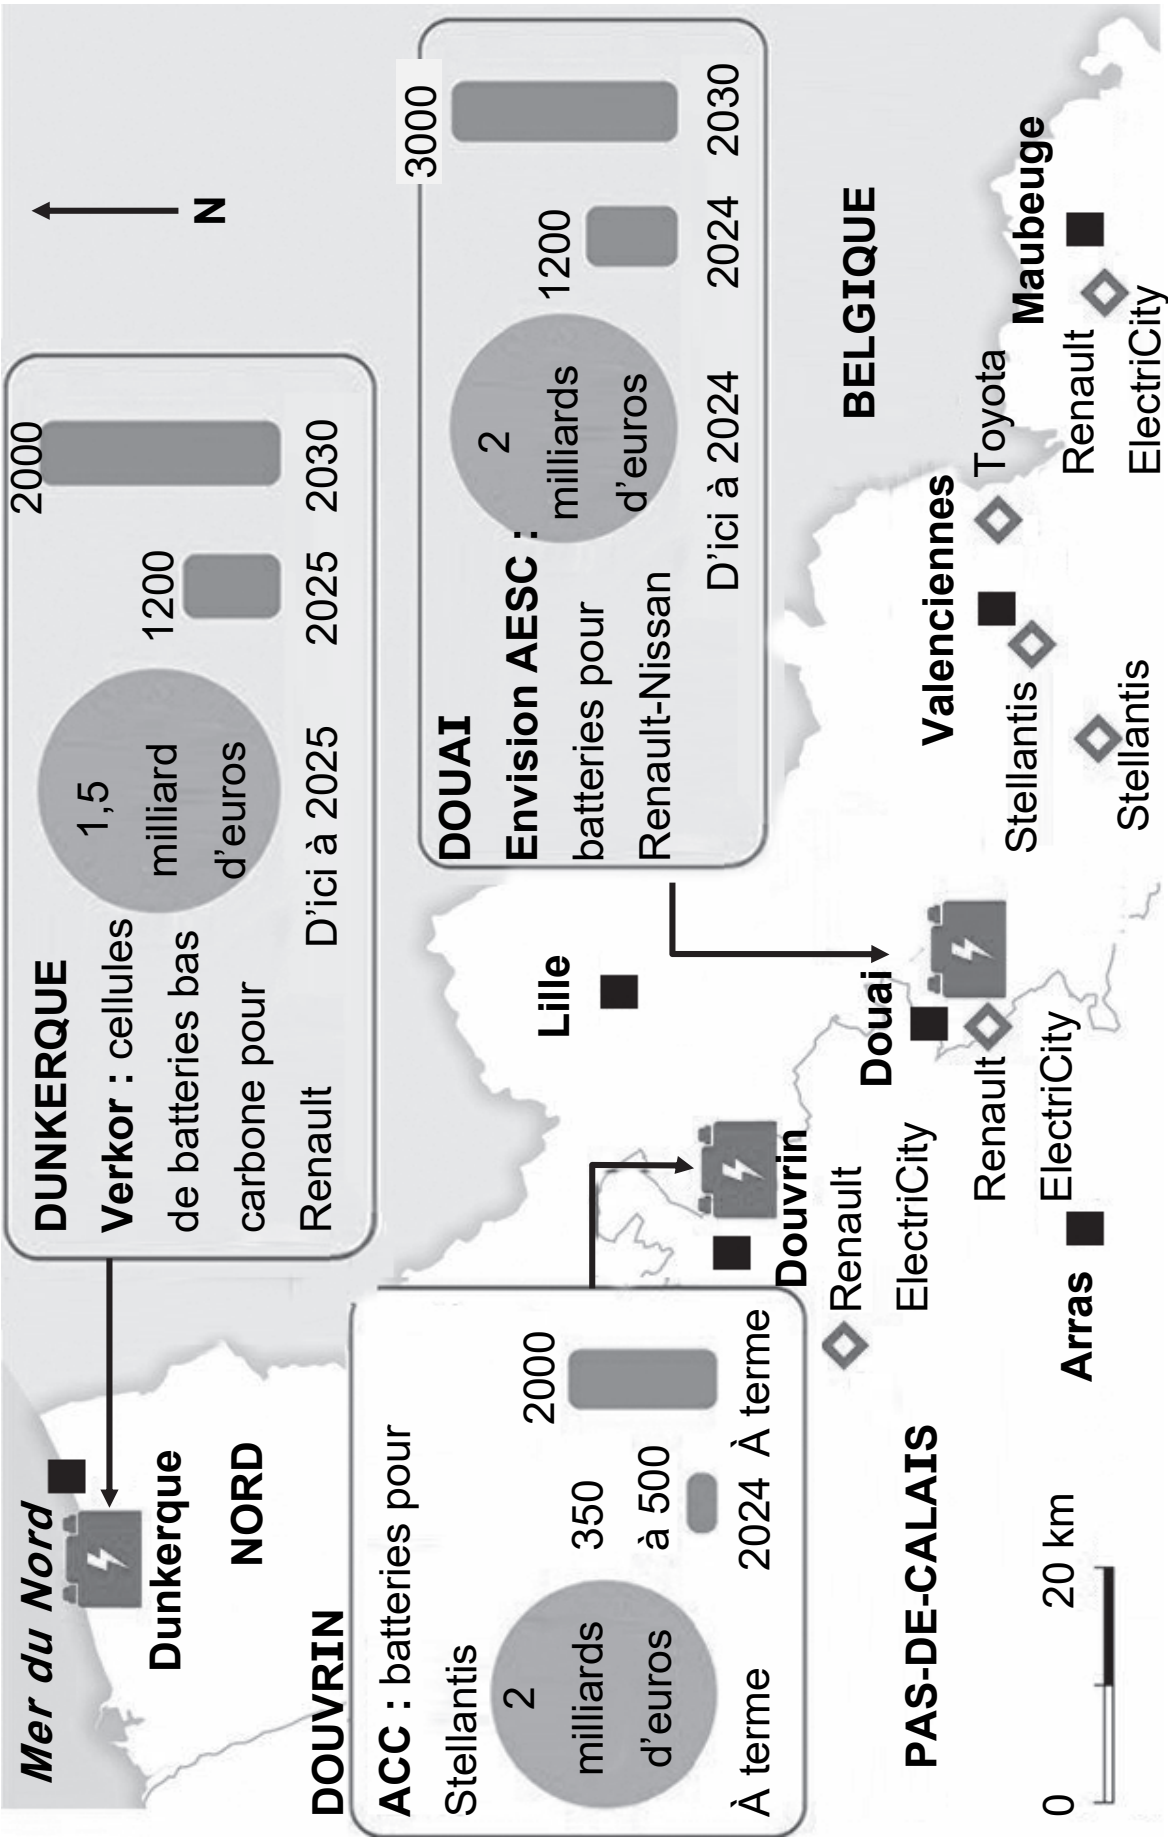 Mer du Nord
Dunkerque
NORD
N
DUNKERQUE
Verkor : cellules
de batteries bas
carbone pour
Renault
1,5
milliard
d'euros
D'ici à 2025
1200
2025
2000
2030
DOUVRIN
ACC : batteries pour
Stellantis
2
milliards
d'euros
À terme
350
à 500
2024
2000
À terme
DOUAI
Envision AESC :
batteries pour
Renault-Nissan
2
milliards
d'euros
D'ici à 2024
1200
2024
3000
2030
Lille
BELGIQUE
Douvrin
Renault
ElectriCity
Douai
Renault
ElectriCity
Valenciennes
Toyota
Stellantis
Stellantis
Maubeuge
Renault
ElectriCity
PAS-DE-CALAIS
Arras
0
20 km